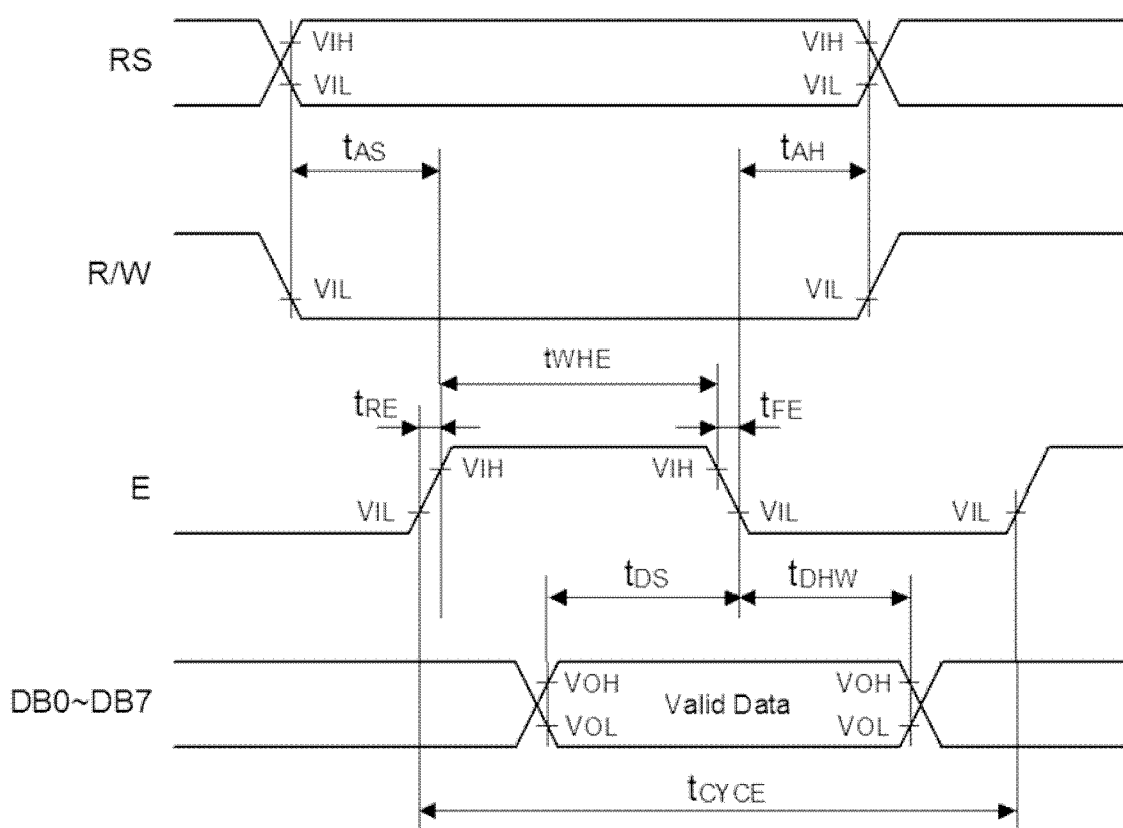 RS
VIH
VIH
VIL
VIL
tAS
tAH
R/W
VIL
VIL
tWHE
tRE
tFE
E
VIH
VIH
VIL
VIL
VIL
tDS
tDHW
DB0~DB7
VOH
Valid Data
VOH
VOL
VOL
tCYCE